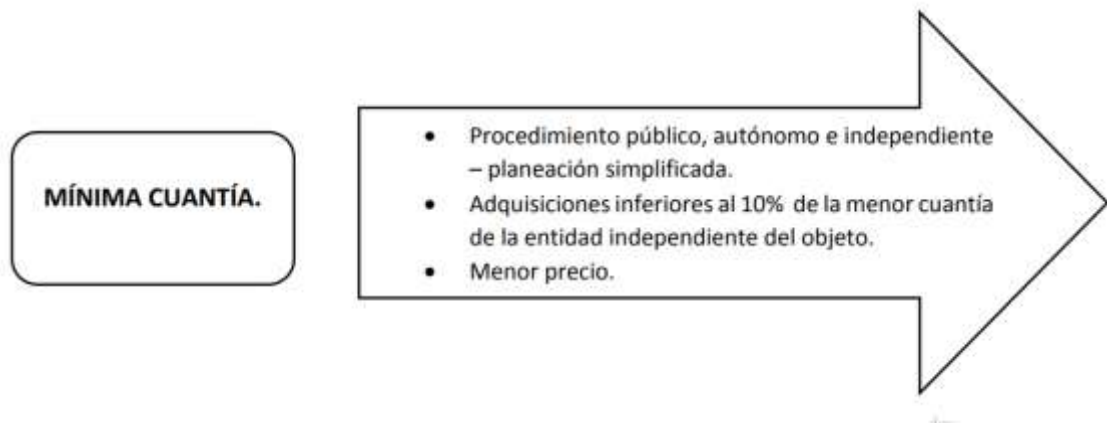 MÍNIMA CUANTÍA.
• Procedimiento público, autónomo e independiente
– planeación simplificada.
• Adquisiciones inferiores al 10% de la menor cuantía
de la entidad independiente del objeto.
• Menor precio.